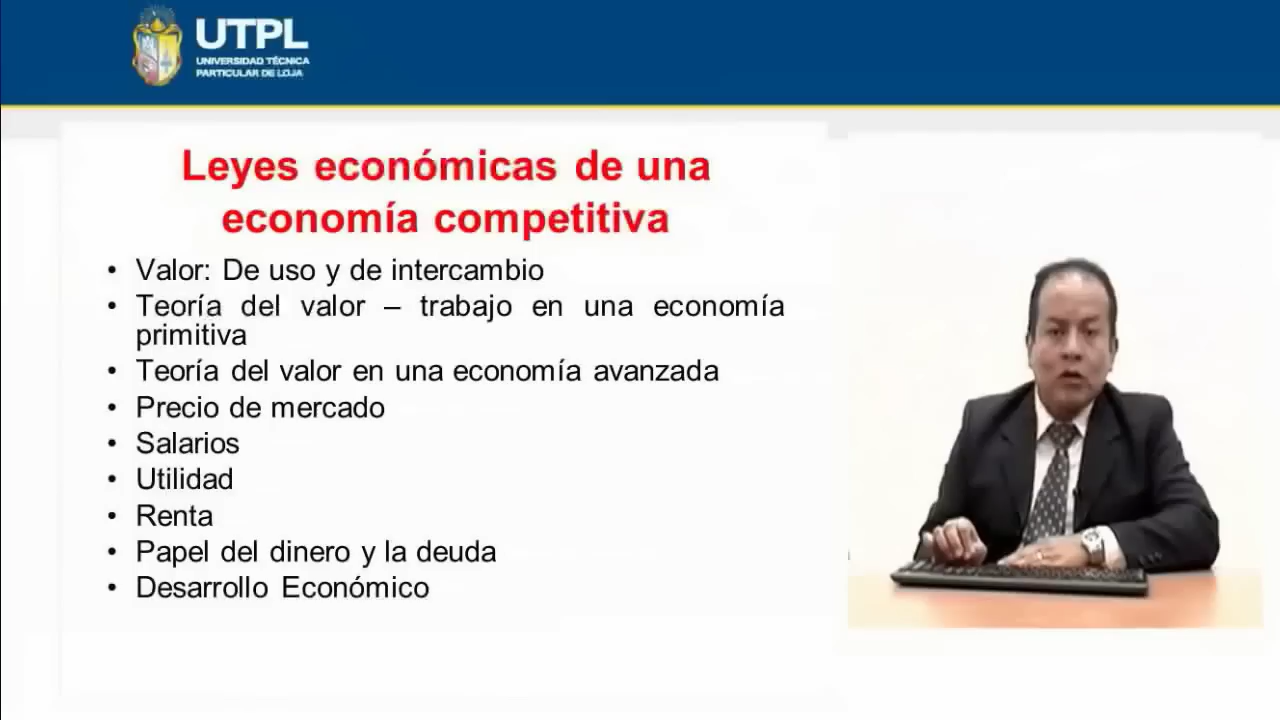 UTPL
UNIVERSIDAD TÉCNICA
PARTICULAR DE LOJA
Leyes económicas de una
economía competitiva
• Valor: De uso y de intercambio
• Teoría del valor – trabajo en una economía
primitiva
• Teoría del valor en una economía avanzada
• Precio de mercado
• Salarios
• Utilidad
• Renta
• Papel del dinero y la deuda
• Desarrollo Económico